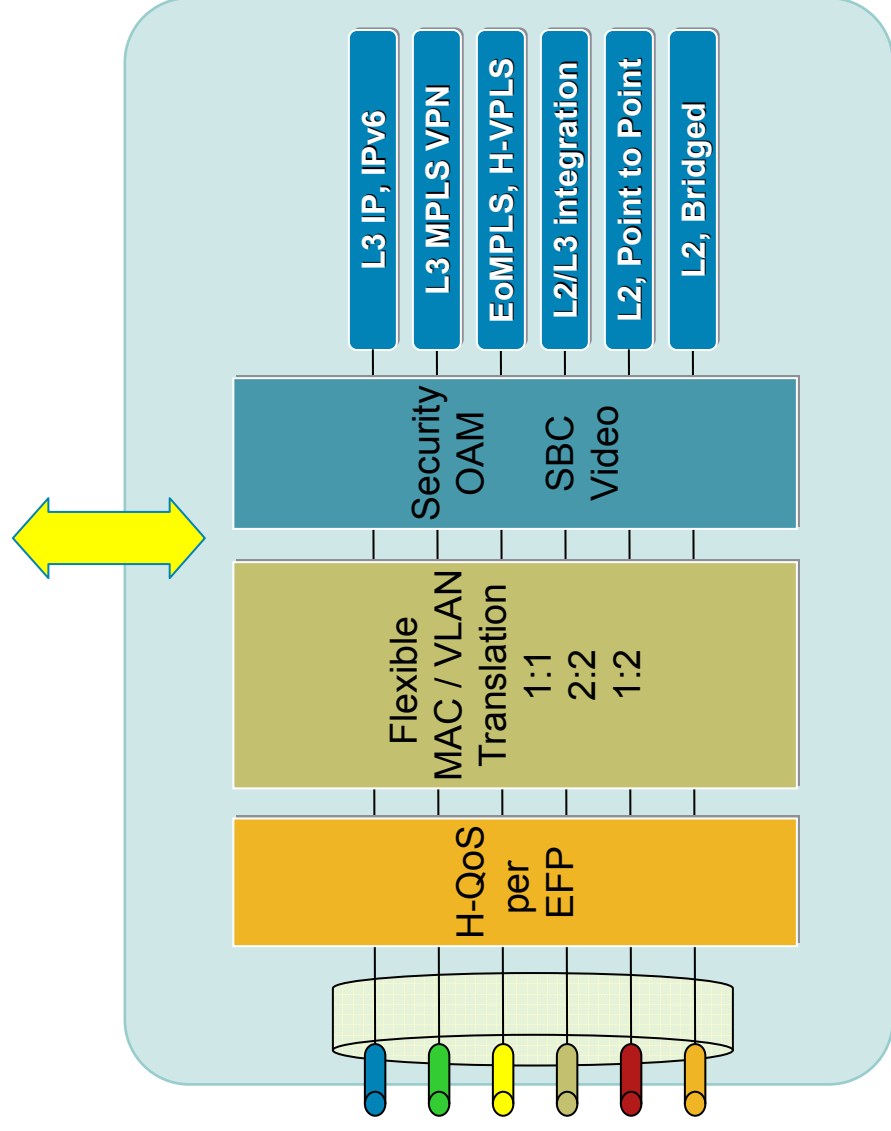 L3 IP, IPv6
L3 MPLS VPN
EoMPLS, H-VPLS
L2/L3 integration
L2, Point to Point
L2, Bridged
Security
OAM
SBC
Video
Flexible
MAC / VLAN
Translation
1:1
2:2
1:2
H-QoS
per
EFP